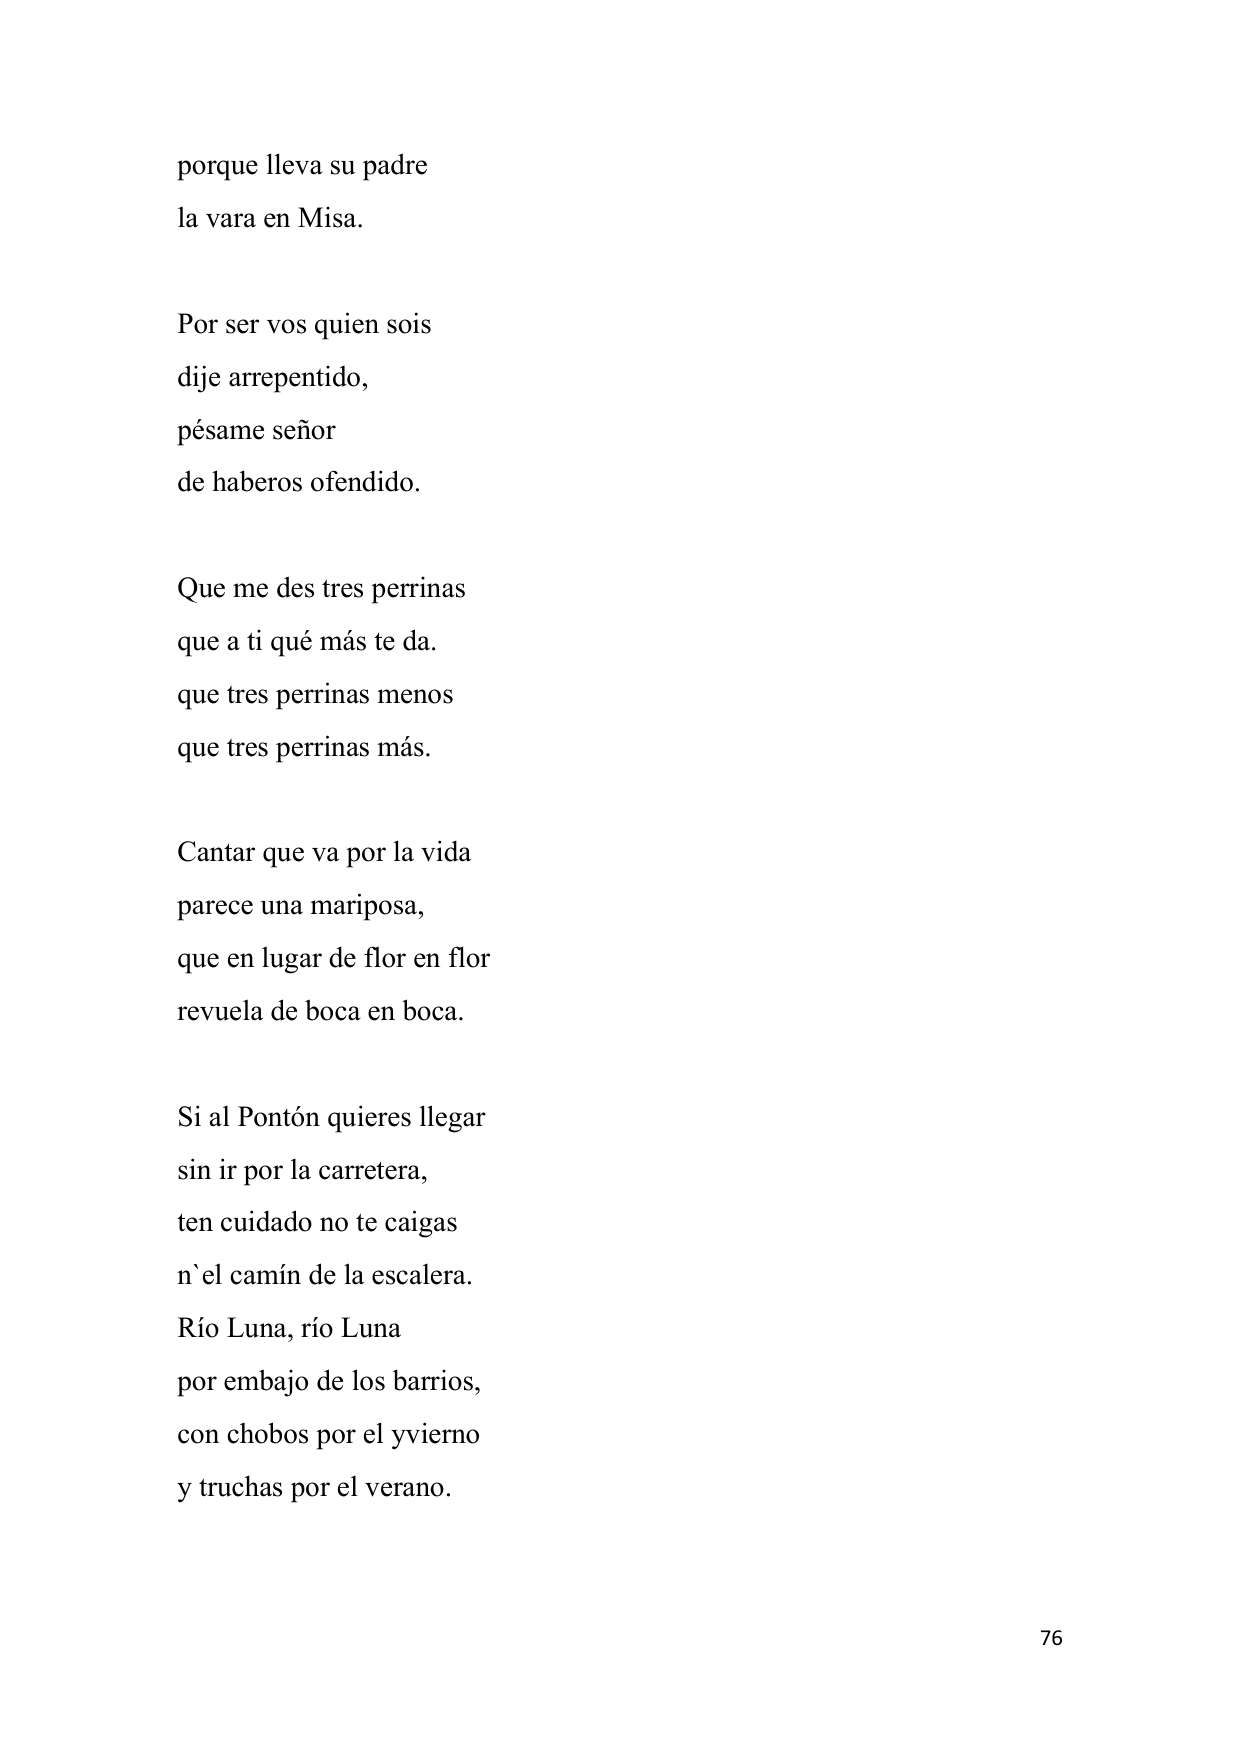 porque lleva su padre
la vara en Misa.
Por ser vos quien sois
dije arrepentido,
pésame señor
de haberos ofendido.
Que me des tres perrinas
que a ti qué más te da.
que tres perrinas menos
que tres perrinas más.
Cantar que va por la vida
parece una mariposa,
que en lugar de flor en flor
revuela de boca en boca.
Si al Pontón quieres llegar
sin ir por la carretera,
ten cuidado no te caigas
n`el camín de la escalera.
Río Luna, río Luna
por embajo de los barrios,
con chobos por el yvierno
y truchas por el verano.
76